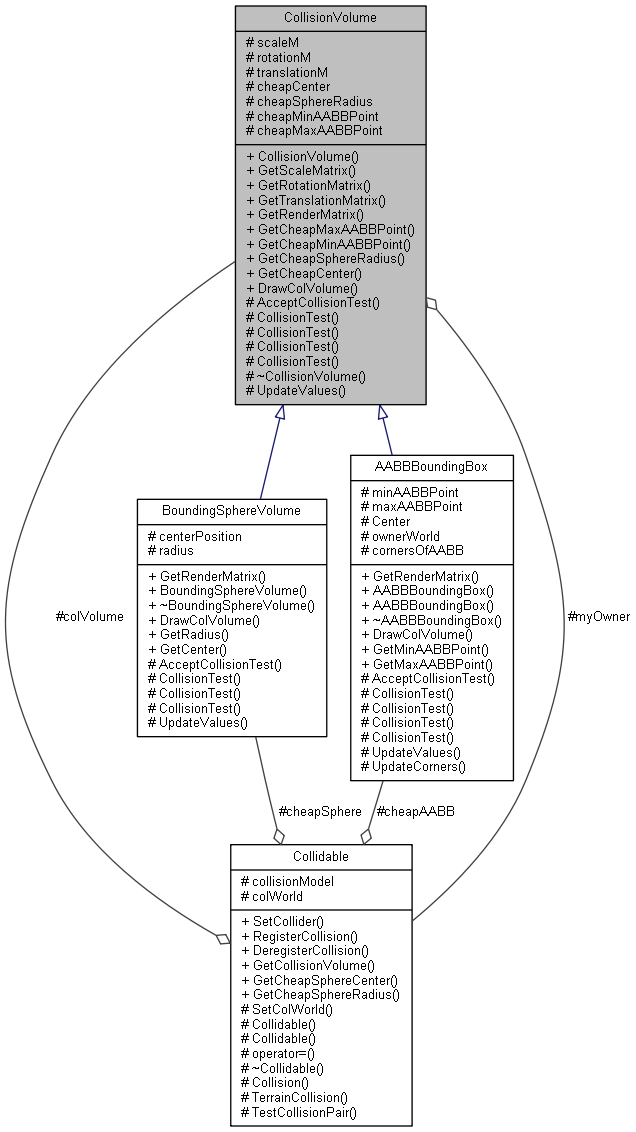 CollisionVolume
# scaleM
# rotationM
# translationM
# cheapCenter
# cheapSphereRadius
# cheapMinAABBPoint
# cheapMaxAABBPoint
+ CollisionVolume()
+ GetScaleMatrix()
+ GetRotationMatrix()
+ GetTranslationMatrix()
+ GetRenderMatrix()
+ GetCheapMaxAABBPoint()
+ GetCheapMinAABBPoint()
+ GetCheapSphereRadius()
+ GetCheapCenter()
+ DrawColVolume()
# AcceptCollisionTest()
# CollisionTest()
# CollisionTest()
# CollisionTest()
# CollisionTest()
# ~CollisionVolume()
# UpdateValues()
BoundingSphereVolume
# centerPosition
# radius
+ GetRenderMatrix()
+ BoundingSphereVolume()
+ ~BoundingSphereVolume()
+ DrawColVolume()
+ GetRadius()
+ GetCenter()
# AcceptCollisionTest()
# CollisionTest()
# CollisionTest()
# CollisionTest()
# UpdateValues()
AABBBoundingBox
# minAABBPoint
# maxAABBPoint
# Center
# ownerWorld
# cornersOfAABB
+ GetRenderMatrix()
+ AABBBoundingBox()
+ AABBBoundingBox()
+ ~AABBBoundingBox()
+ DrawColVolume()
+ GetMinAABBPoint()
+ GetMaxAABBPoint()
# AcceptCollisionTest()
# CollisionTest()
# CollisionTest()
# CollisionTest()
# CollisionTest()
# UpdateValues()
# UpdateCorners()
#colVolume
#myOwner
#cheapSphere
#cheapAABB
Collidable
# collisionModel
# colWorld
+ SetCollider()
+ RegisterCollision()
+ DeregisterCollision()
+ GetCollisionVolume()
+ GetCheapSphereCenter()
+ GetCheapSphereRadius()
# SetColWorld()
# Collidable()
# Collidable()
# operator=()
# ~Collidable()
# Collision()
# TerrainCollision()
# TestCollisionPair()